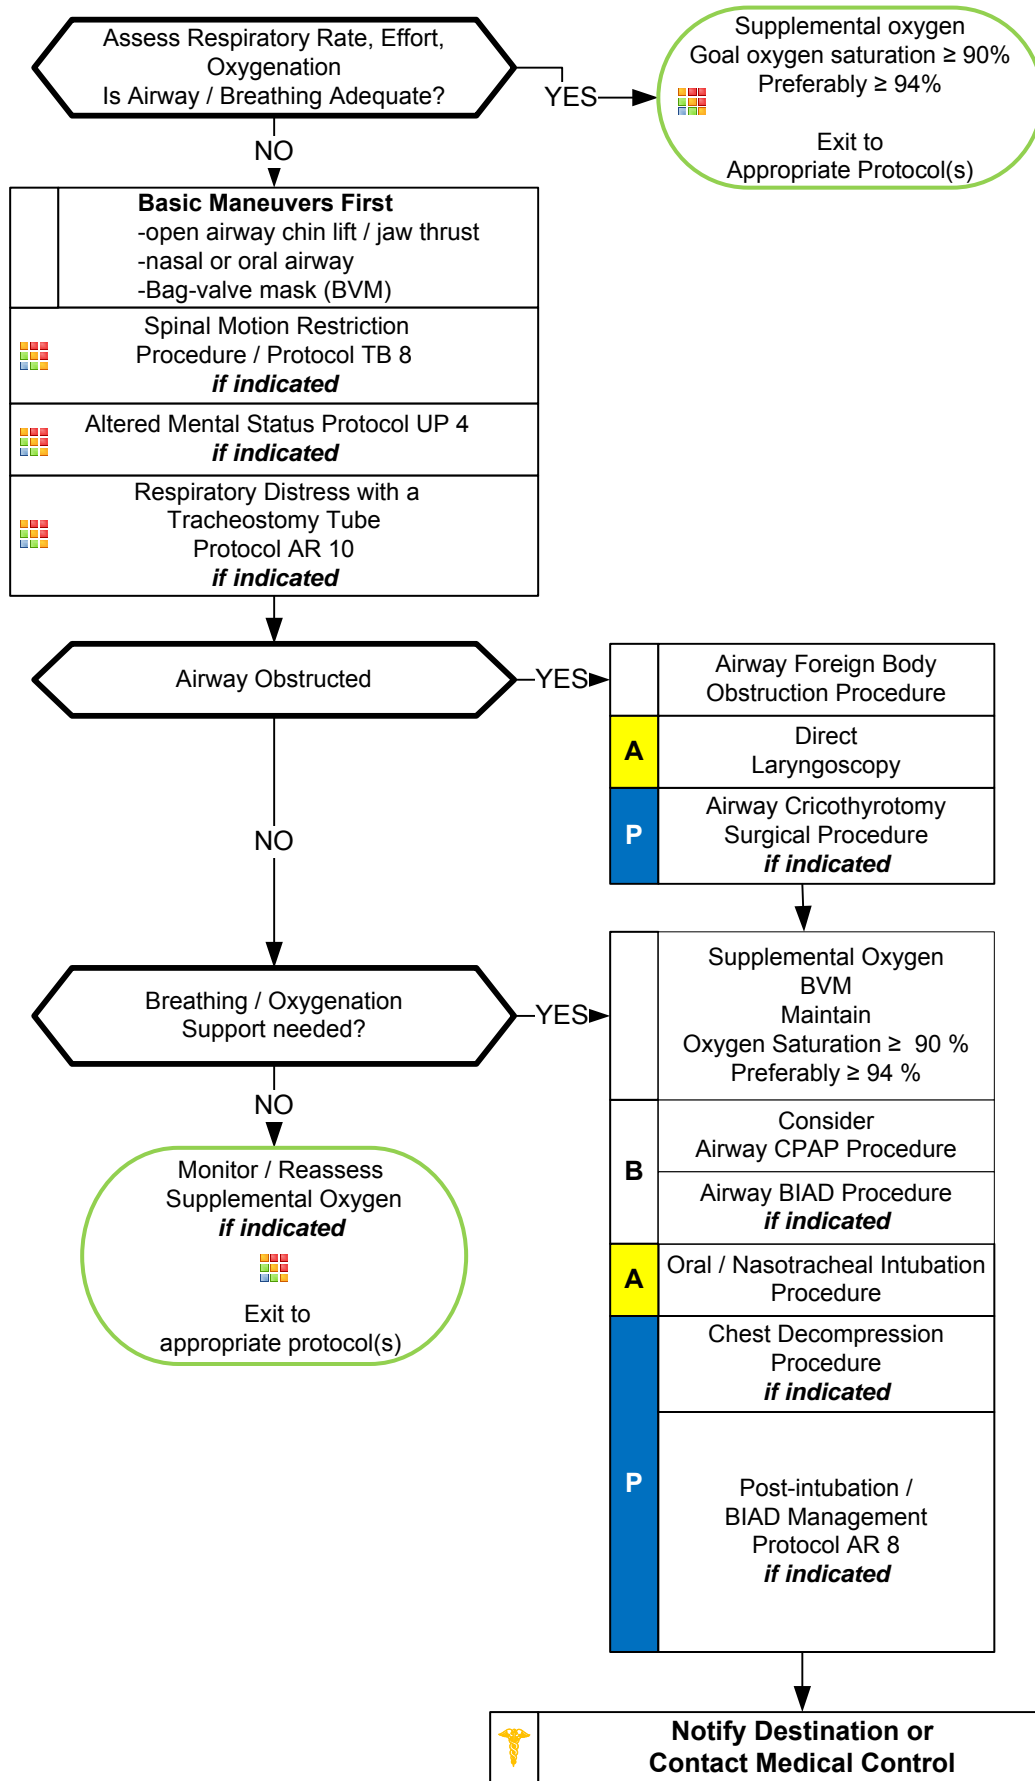 Assess Respiratory Rate, Effort,
Oxygenation
Is Airway / Breathing Adequate?
YES
Supplemental oxygen
Goal oxygen saturation ≥ 90%
Preferably ≥ 94%
Exit to
Appropriate Protocol(s)
NO
Basic Maneuvers First
-open airway chin lift / jaw thrust
-nasal or oral airway
-Bag-valve mask (BVM)
Spinal Motion Restriction
Procedure / Protocol TB 8
if indicated
Altered Mental Status Protocol UP 4
if indicated
Respiratory Distress with a
Tracheostomy Tube
Protocol AR 10
if indicated
Airway Obstructed
YES
Airway Foreign Body
Obstruction Procedure
A
Direct
Laryngoscopy
P
Airway Cricothyrotomy
Surgical Procedure
if indicated
NO
Breathing / Oxygenation
Support needed?
YES
Supplemental Oxygen
BVM
Maintain
Oxygen Saturation ≥ 90 %
Preferably ≥ 94 %
B
Consider
Airway CPAP Procedure
Airway BIAD Procedure
if indicated
A
Oral / Nasotracheal Intubation
Procedure
P
Chest Decompression
Procedure
if indicated
Post-intubation /
BIAD Management
Protocol AR 8
if indicated
NO
Monitor / Reassess
Supplemental Oxygen
if indicated
Exit to
appropriate protocol(s)
Notify Destination or
Contact Medical Control